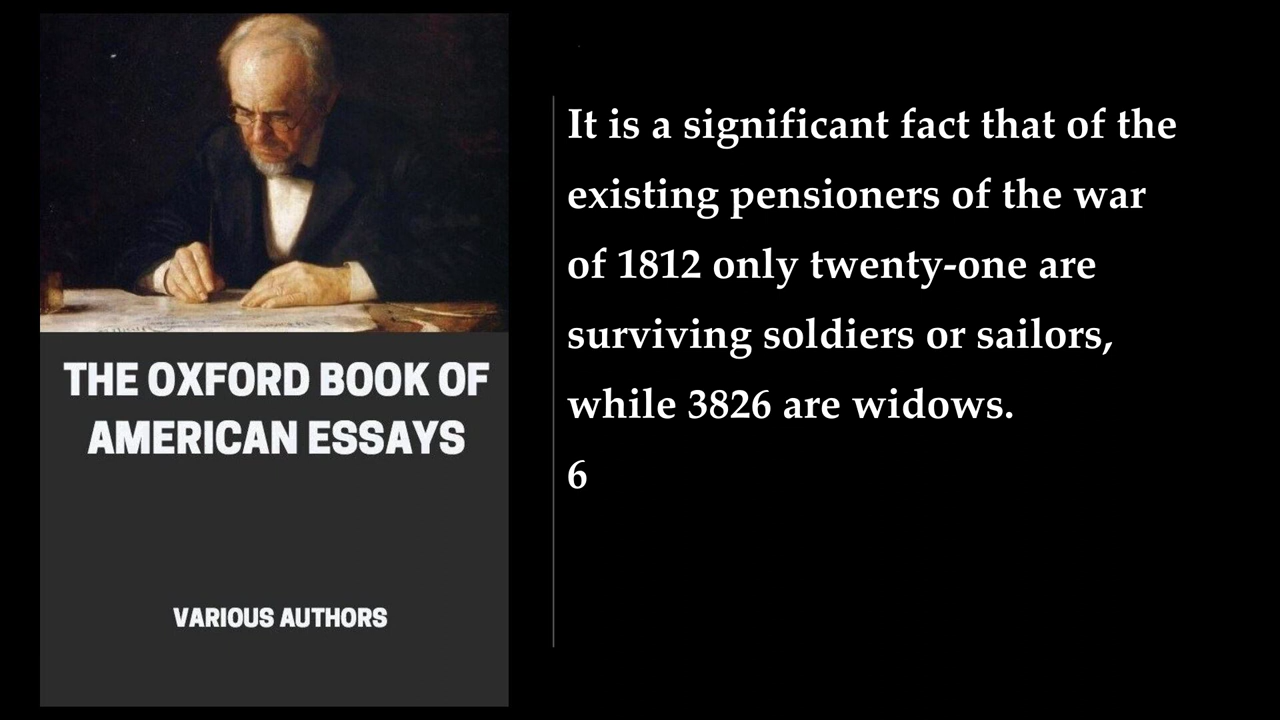 THE OXFORD BOOK OF
AMERICAN ESSAYS
VARIOUS AUTHORS
It is a significant fact that of the
existing pensioners of the war
of 1812 only twenty-one are
surviving soldiers or sailors,
while 3826 are widows.
6